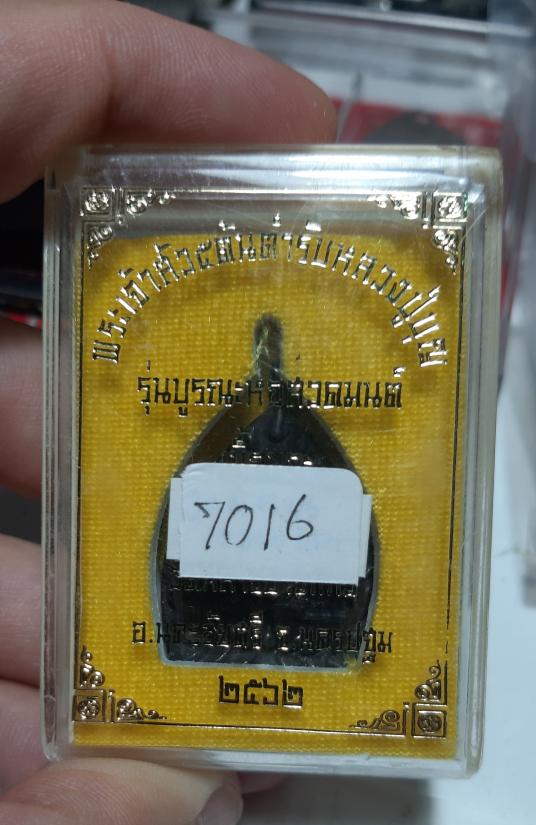 พระเจ้าสัว๕ต้นตำรับหลวงปู่บุญ
รุ่นบูรณะหอสวดมนต์
7016
อ.นครชัยศรี จ.นครปฐม
๒๕๖๒